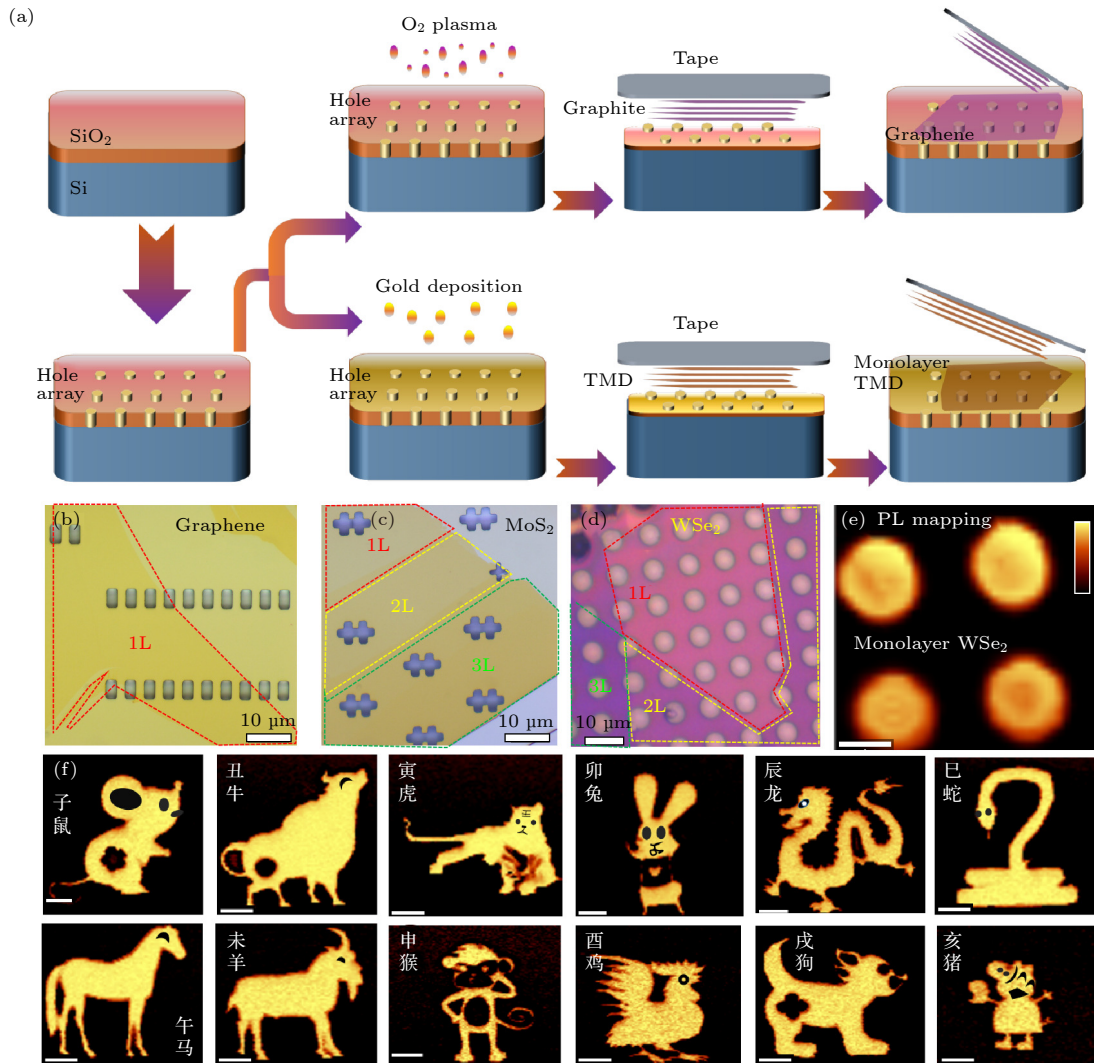 (a)
O₂ plasma
Tape
Hole
array
Graphite
Graphene
SiO₂
Si
Gold deposition
Tape
Hole
array
Hole
array
TMD
Monolayer
TMD
(b)
Graphene
1L
10 µm
(c)
MoS₂
1L
2L
3L
10 µm
(d)
WSe₂
1L
2L
10 µm
(e)
PL mapping
Monolayer WSe₂
(f)
子
鼠
丑
牛
寅
虎
卯
兔
辰
龙
巳
蛇
午
马
未
羊
申
猴
酉
鸡
戌
狗
亥
猪